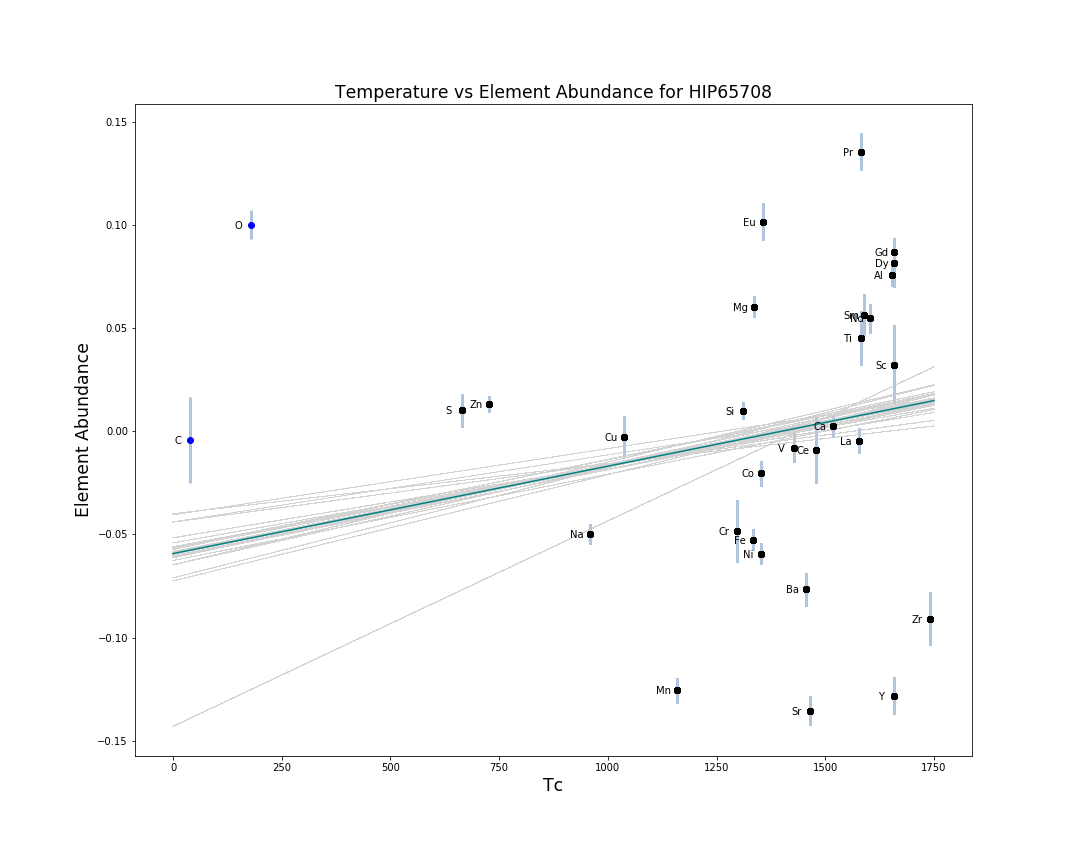 Temperature vs Element Abundance for HIP65708
0.15
Pr
O
0.10
Eu
Gd
Dy
Al
Mg
0.05
Sm
Nd
Ti
Sc
S
Zn
Si
C
0.00
Cu
Ca
La
V
Ce
Co
−0.05
Na
Cr
Fe
Ni
Ba
−0.10
Zr
Mn
Sr
Y
−0.15
Element Abundance
0
250
500
750
1000
1250
1500
1750
Tc